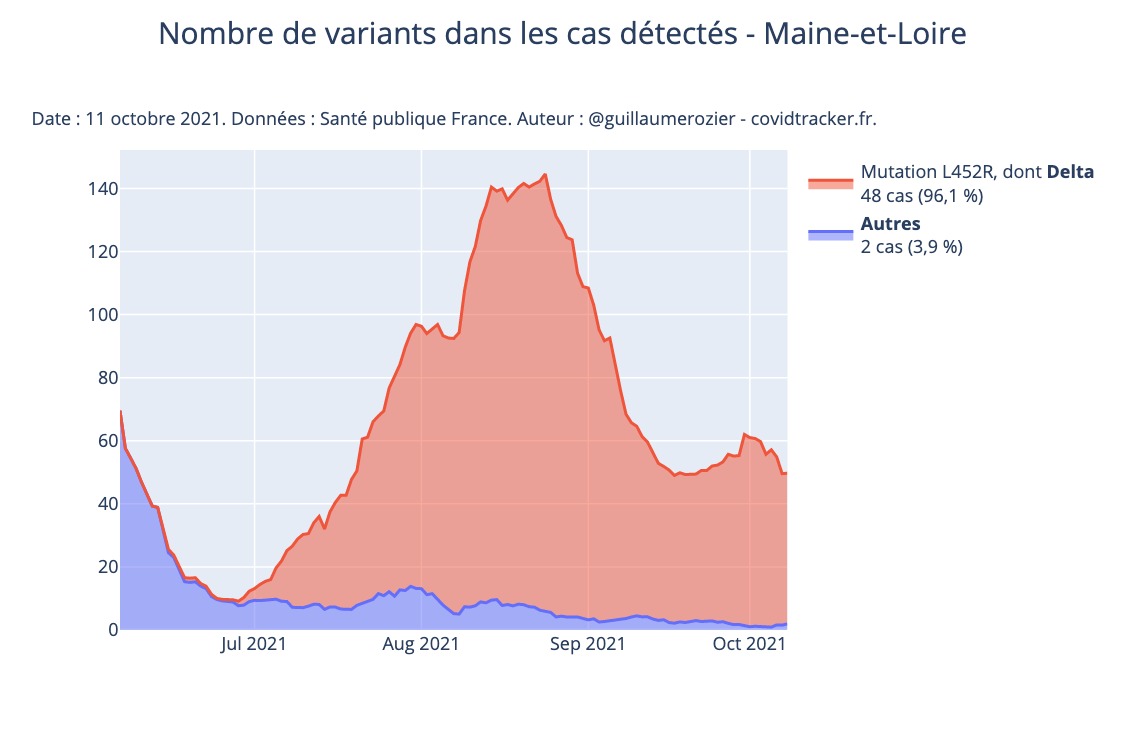 Nombre de variants dans les cas détectés - Maine-et-Loire
Date : 11 octobre 2021. Données : Santé publique France. Auteur : @guillaumerozier - covidtracker.fr.
Mutation L452R, dont Delta
48 cas (96,1 %)
Autres
2 cas (3,9 %)
140
120
100
80
60
40
20
0
Jul 2021
Aug 2021
Sep 2021
Oct 2021